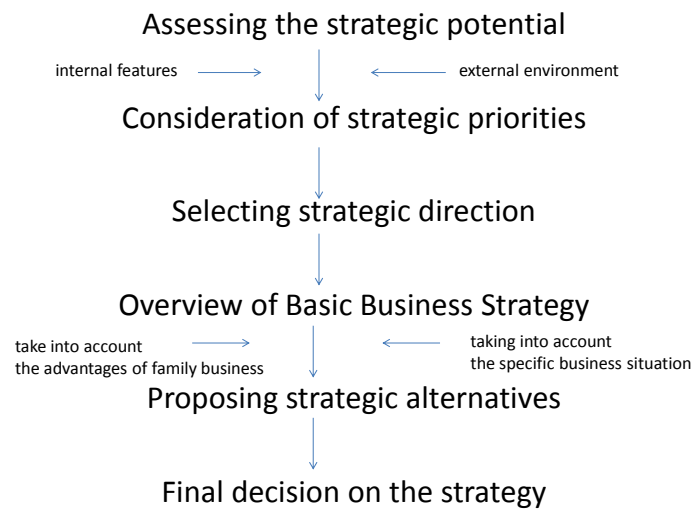 Assessing the strategic potential
internal features
external environment
Consideration of strategic priorities
Selecting strategic direction
Overview of Basic Business Strategy
take into account
the advantages of family business
taking into account
the specific business situation
Proposing strategic alternatives
Final decision on the strategy